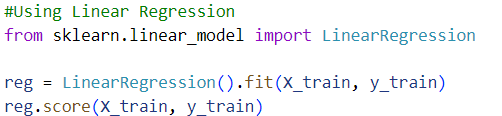 #Using Linear Regression
from sklearn.linear_model import LinearRegression
reg = LinearRegression().fit(X_train, y_train)
reg.score(X_train, y_train)